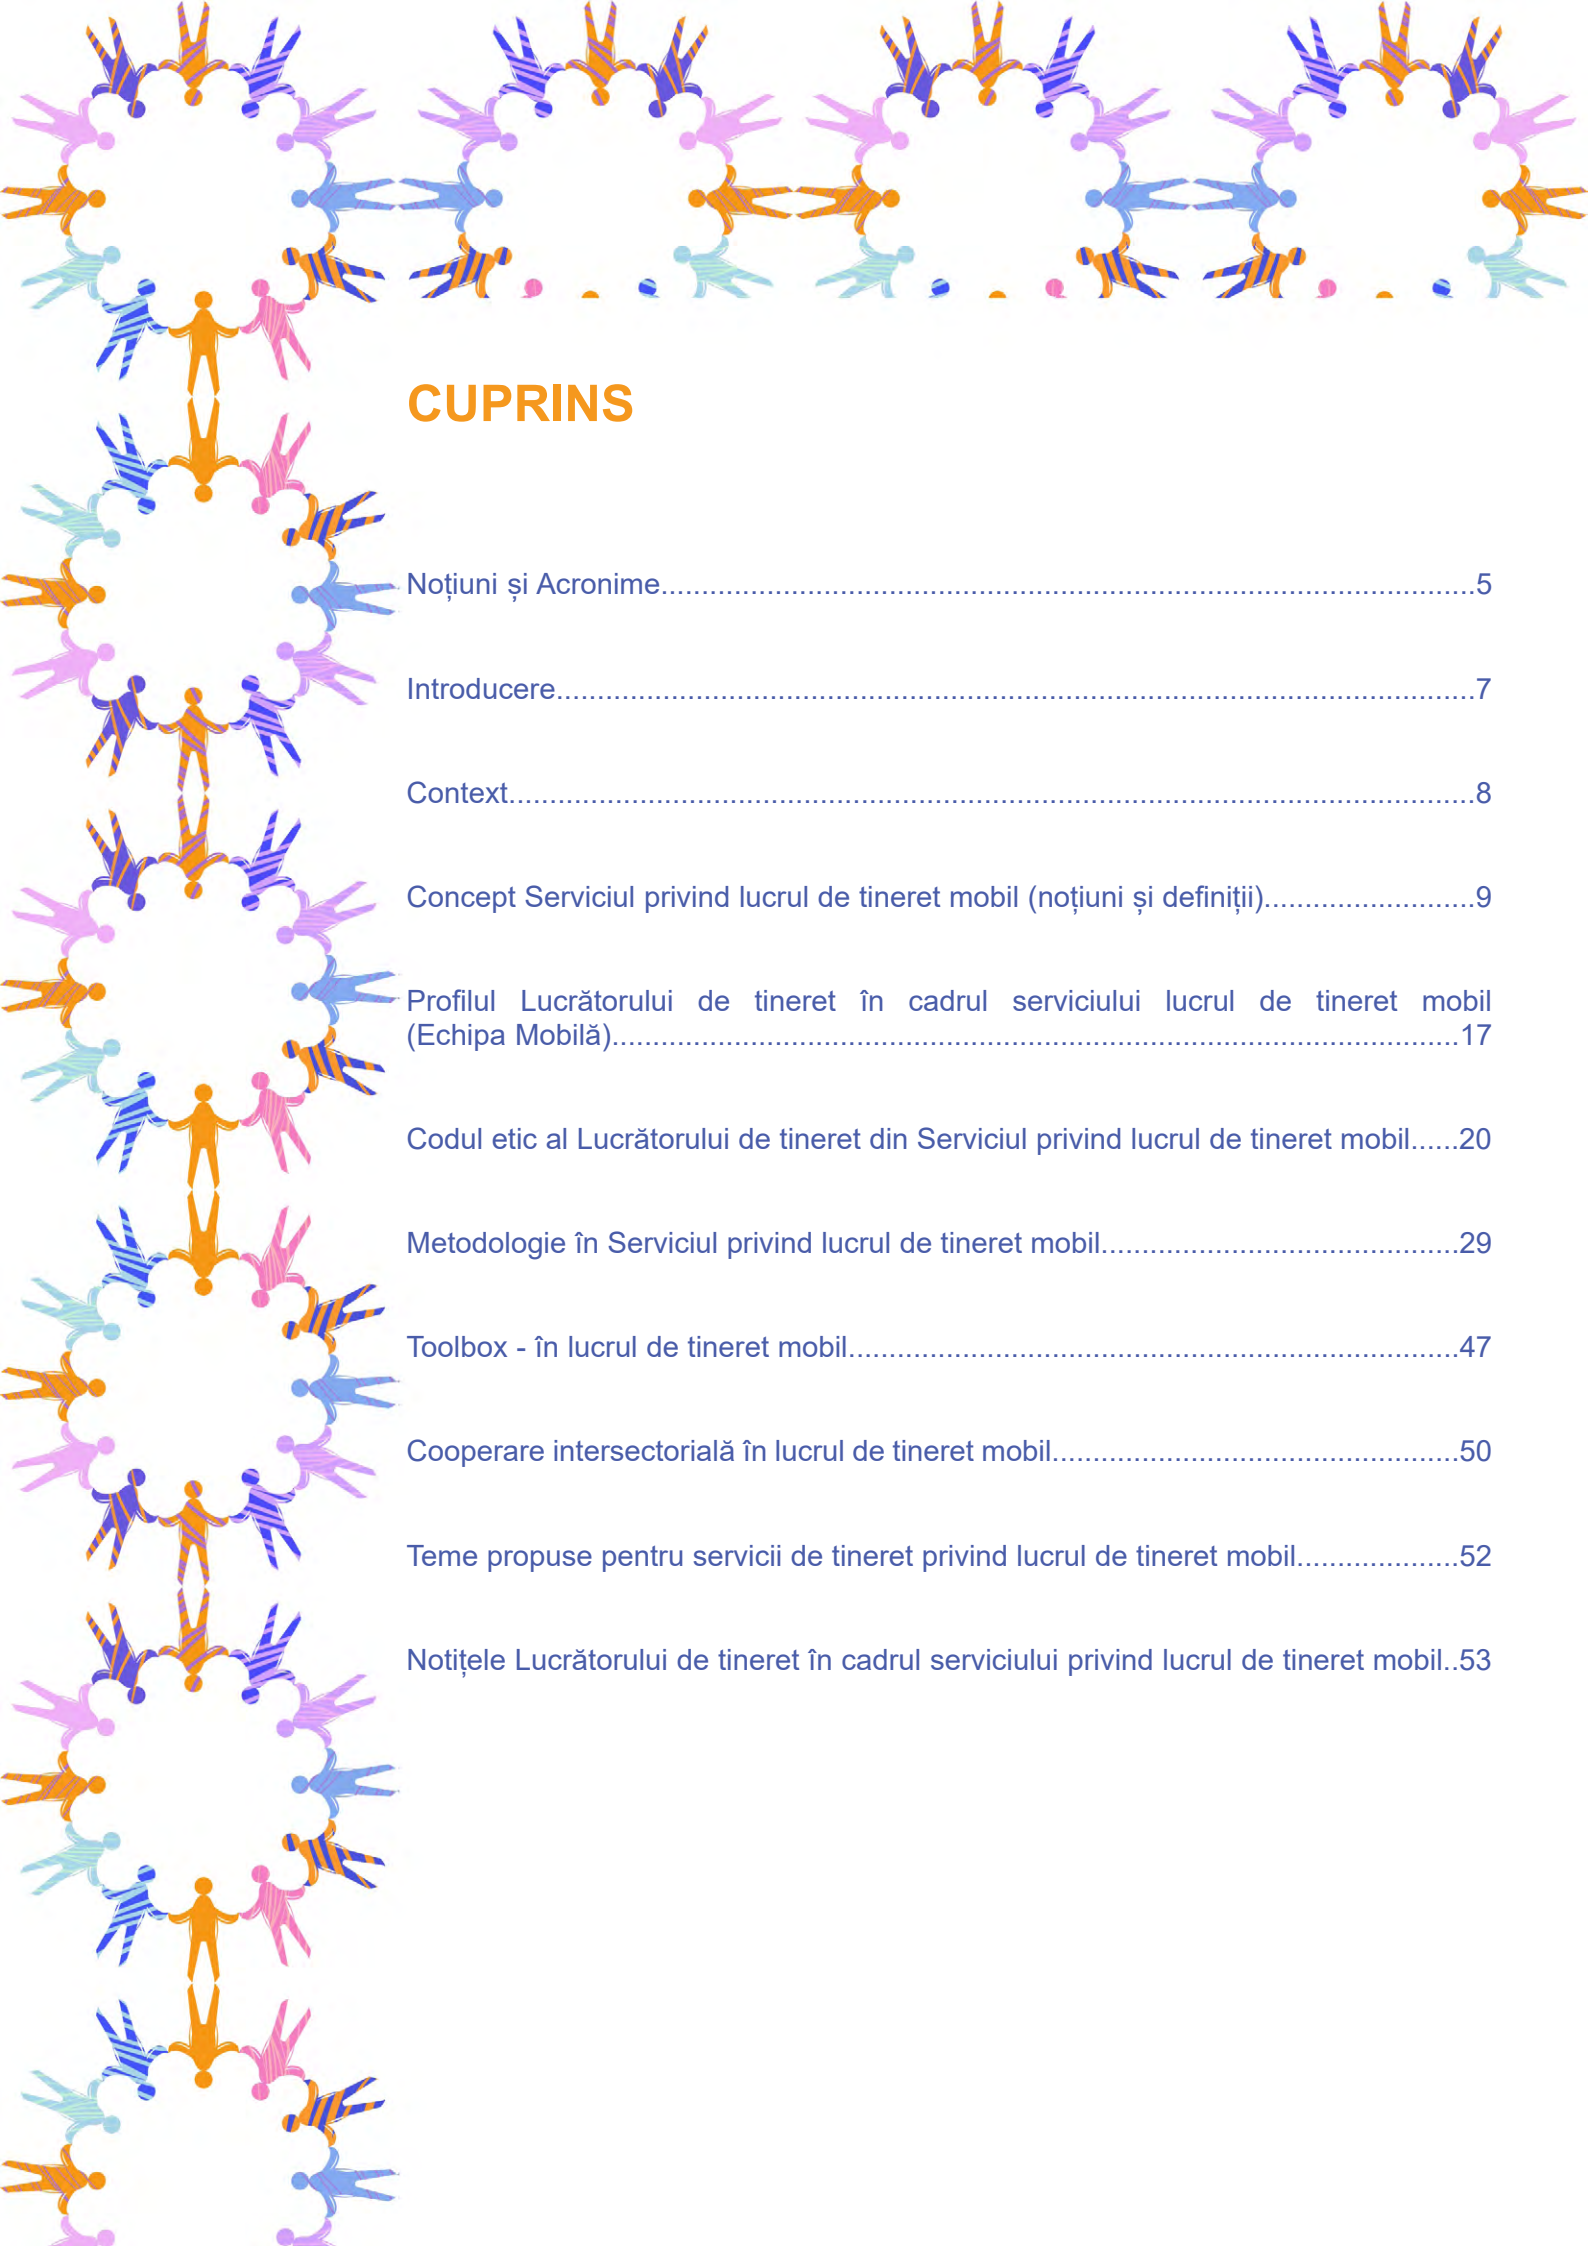 CUPRINS
Noțiuni și Acronime....................................................................................................5
Introducere.................................................................................................................7
Context.......................................................................................................................8
Concept Serviciul privind lucrul de tineret mobil (noțiuni și definiții)..........................9
Profilul Lucrătorului de tineret în cadrul serviciului lucrul de tineret mobil
(Echipa Mobilă)........................................................................................................17
Codul etic al Lucrătorului de tineret din Serviciul privind lucrul de tineret mobil......20
Metodologie în Serviciul privind lucrul de tineret mobil............................................29
Toolbox - în lucrul de tineret mobil...........................................................................47
Cooperare intersectorială în lucrul de tineret mobil..................................................50
Teme propuse pentru servicii de tineret privind lucrul de tineret mobil....................52
Notițele Lucrătorului de tineret în cadrul serviciului privind lucrul de tineret mobil..53